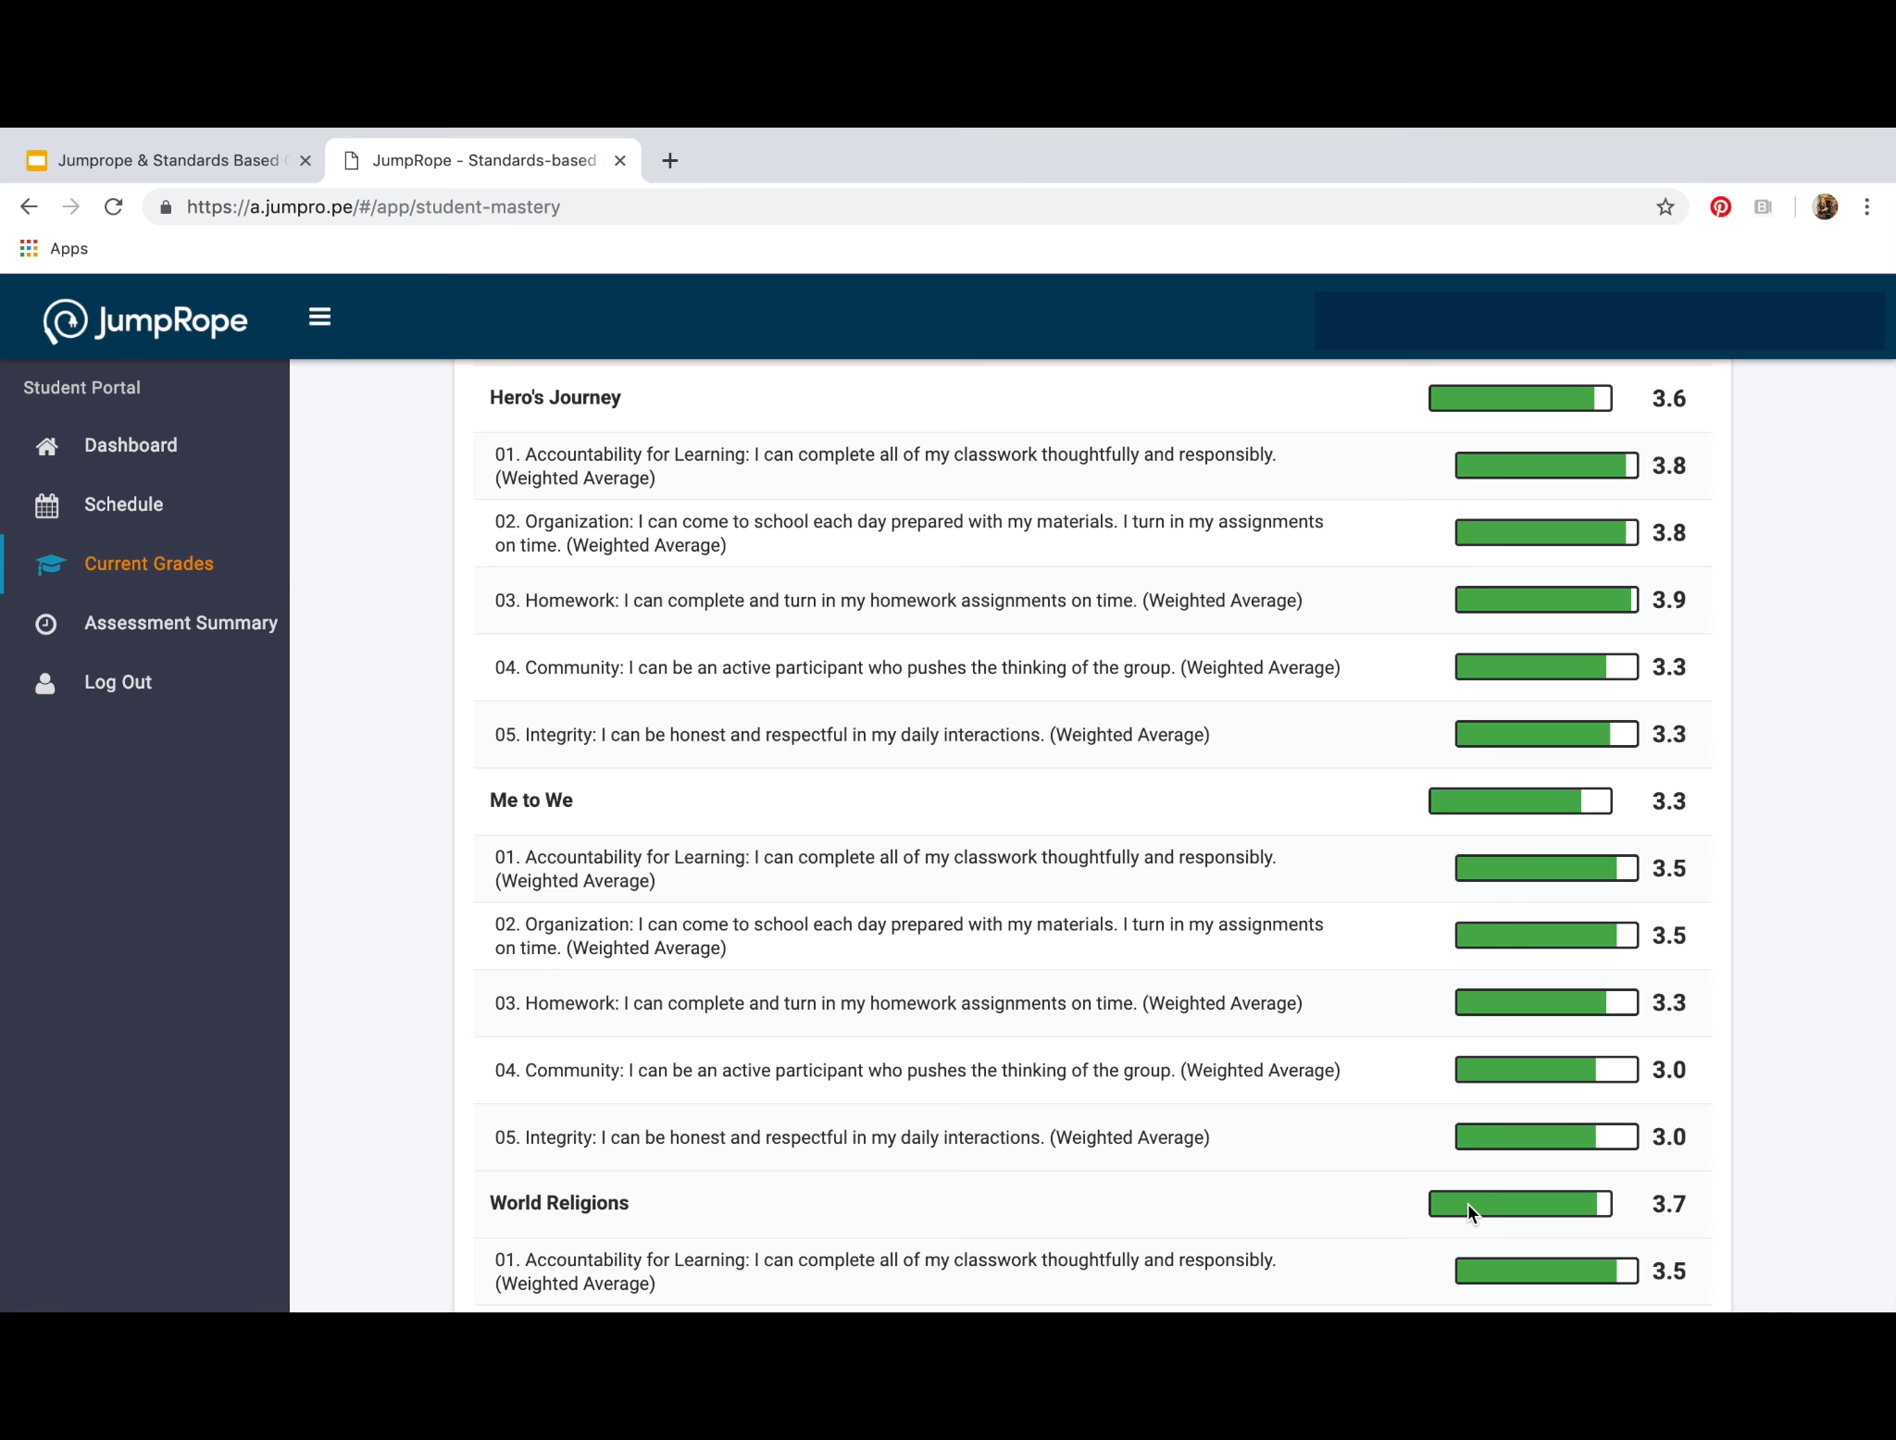 Jumprope & Standards Based
JumpRope - Standards-based
https://a.jumpro.pe/#/app/student-mastery
Apps
JumpRope
Student Portal
Dashboard
Schedule
Current Grades
Assessment Summary
Log Out
Hero's Journey 3.6
01. Accountability for Learning: I can complete all of my classwork thoughtfully and responsibly.
(Weighted Average) 3.8
02. Organization: I can come to school each day prepared with my materials. I turn in my assignments
on time. (Weighted Average) 3.8
03. Homework: I can complete and turn in my homework assignments on time. (Weighted Average) 3.9
04. Community: I can be an active participant who pushes the thinking of the group. (Weighted Average) 3.3
05. Integrity: I can be honest and respectful in my daily interactions. (Weighted Average) 3.3
Me to We 3.3
01. Accountability for Learning: I can complete all of my classwork thoughtfully and responsibly.
(Weighted Average) 3.5
02. Organization: I can come to school each day prepared with my materials. I turn in my assignments
on time. (Weighted Average) 3.5
03. Homework: I can complete and turn in my homework assignments on time. (Weighted Average) 3.3
04. Community: I can be an active participant who pushes the thinking of the group. (Weighted Average) 3.0
05. Integrity: I can be honest and respectful in my daily interactions. (Weighted Average) 3.0
World Religions 3.7
01. Accountability for Learning: I can complete all of my classwork thoughtfully and responsibly.
(Weighted Average) 3.5